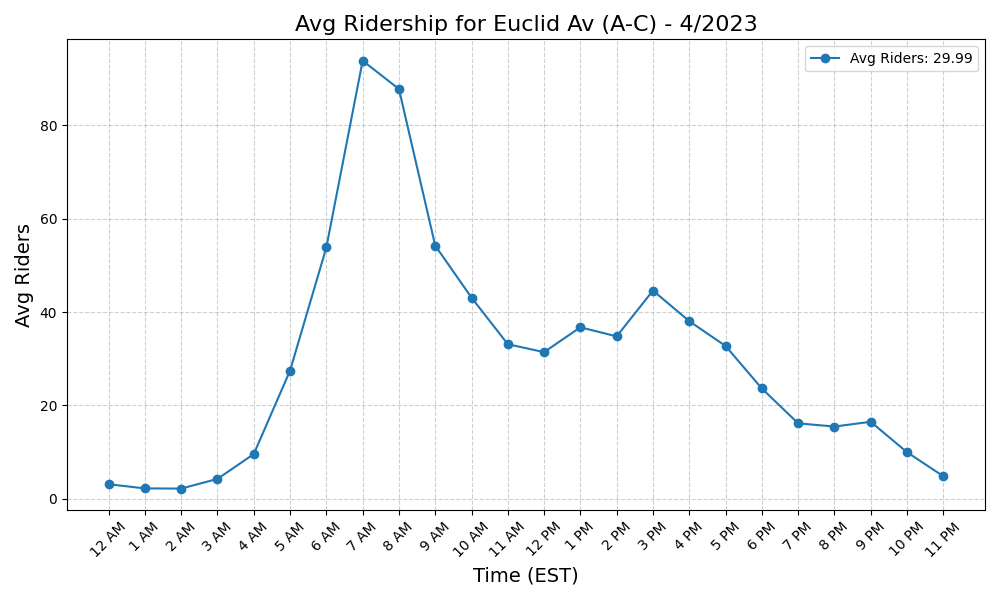 Avg Ridership for Euclid Av (A-C) - 4/2023
Avg Riders: 29.99
Avg Riders
80
60
40
20
0
12 AM
1 AM
2 AM
3 AM
4 AM
5 AM
6 AM
7 AM
8 AM
9 AM
10 AM
11 AM
12 PM
1 PM
2 PM
3 PM
4 PM
5 PM
6 PM
7 PM
8 PM
9 PM
10 PM
11 PM
Time (EST)